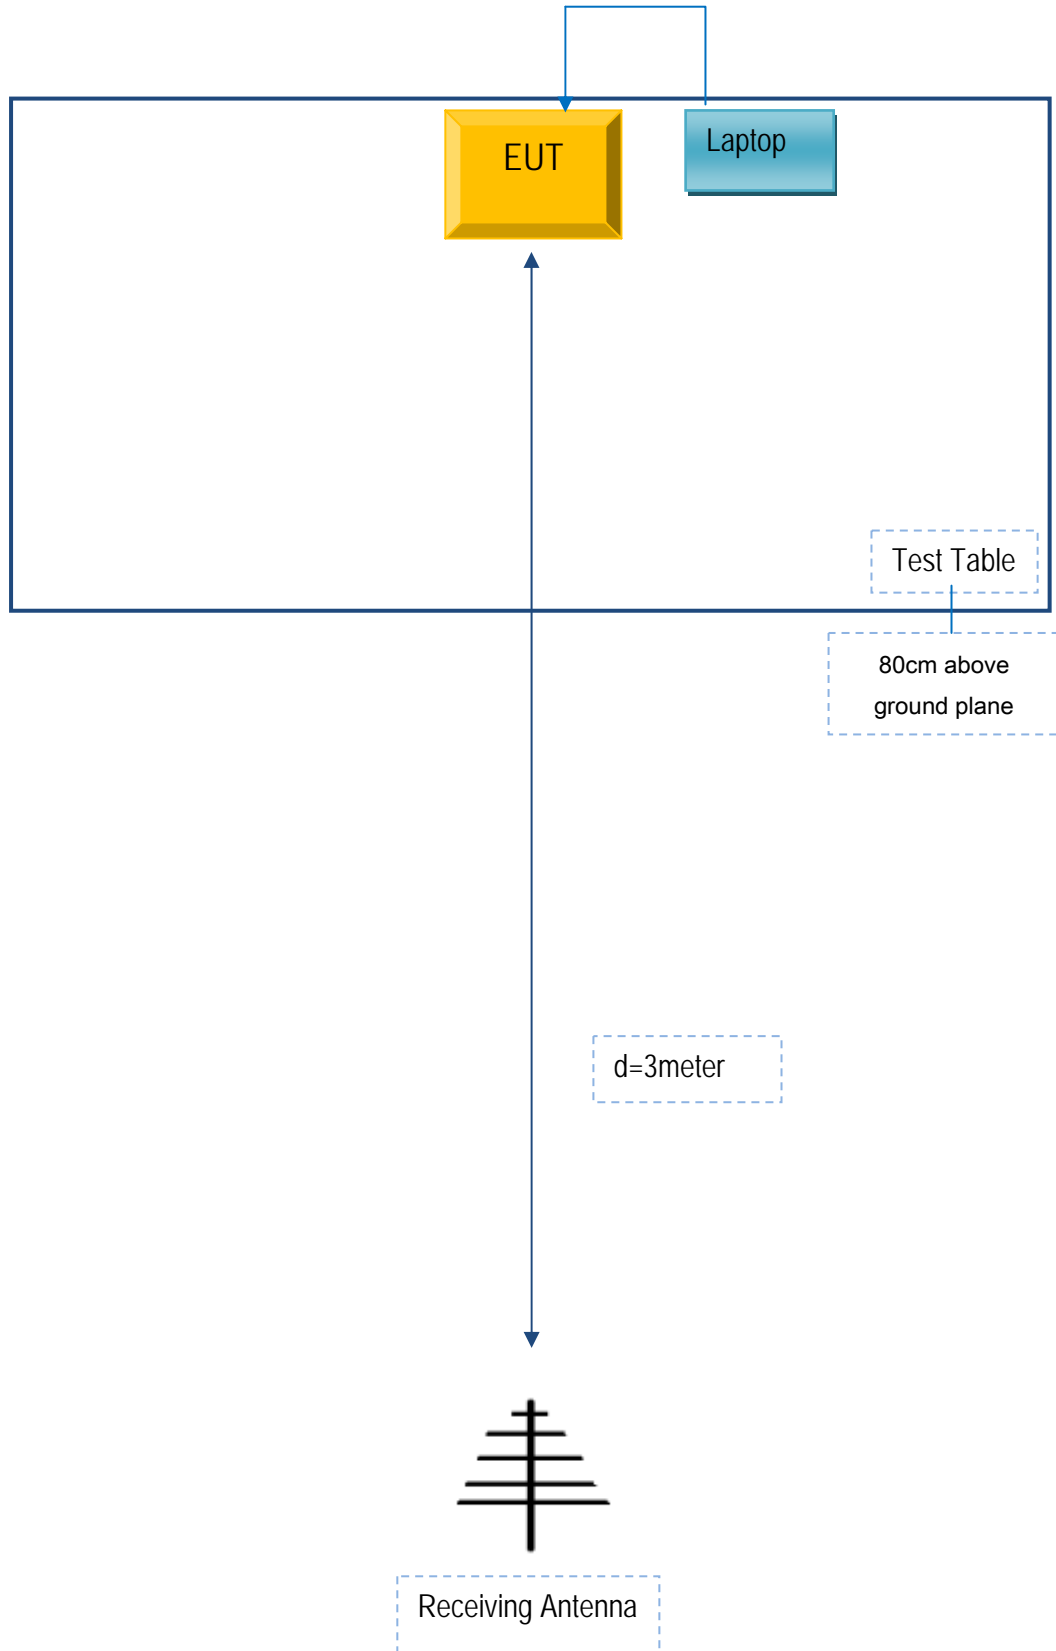 EUT
Laptop
Test Table
80cm above
ground plane
d=3meter
Receiving Antenna